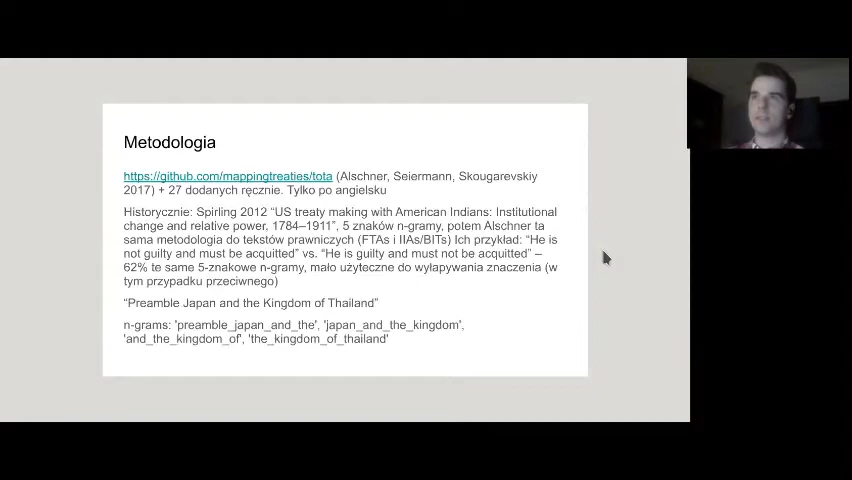 Metodologia
https://github.com/mappingtreaties/tota (Alschner, Seiermann, Skougarevskiy
2017) + 27 dodanych ręcznie. Tylko po angielsku
Historycznie: Spirling 2012 “US treaty making with American Indians: Institutional
change and relative power, 1784–1911”, 5 znaków n-gramy, potem Alschner ta
sama metodologia do tekstów prawniczych (FTAs i IIAs/BITs) Ich przykład: “He is
not guilty and must be acquitted” vs. “He is guilty and must not be acquitted” –
62% te same 5-znakowe n-gramy, mało użyteczne do wyłapywania znaczenia (w
tym przypadku przeciwnego)
“Preamble Japan and the Kingdom of Thailand”
n-grams: 'preamble_japan_and_the', 'japan_and_the_kingdom',
'and_the_kingdom_of', 'the_kingdom_of_thailand'